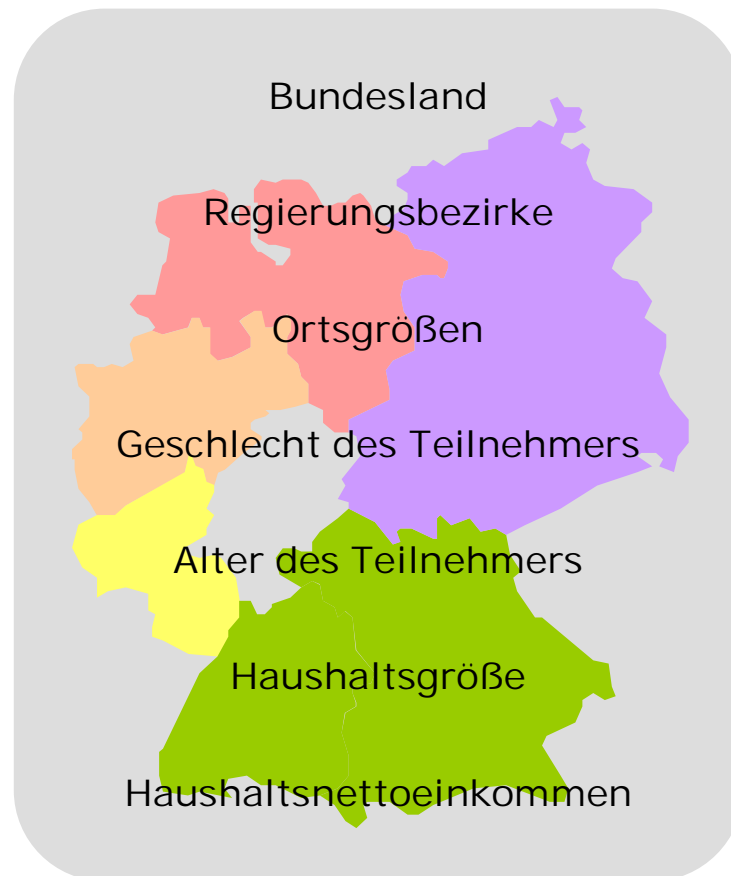 Bundesland
Regierungsbezirke
Ortsgrößen
Geschlecht des Teilnehmers
Alter des Teilnehmers
Haushaltsgröße
Haushaltsnettoeinkommen